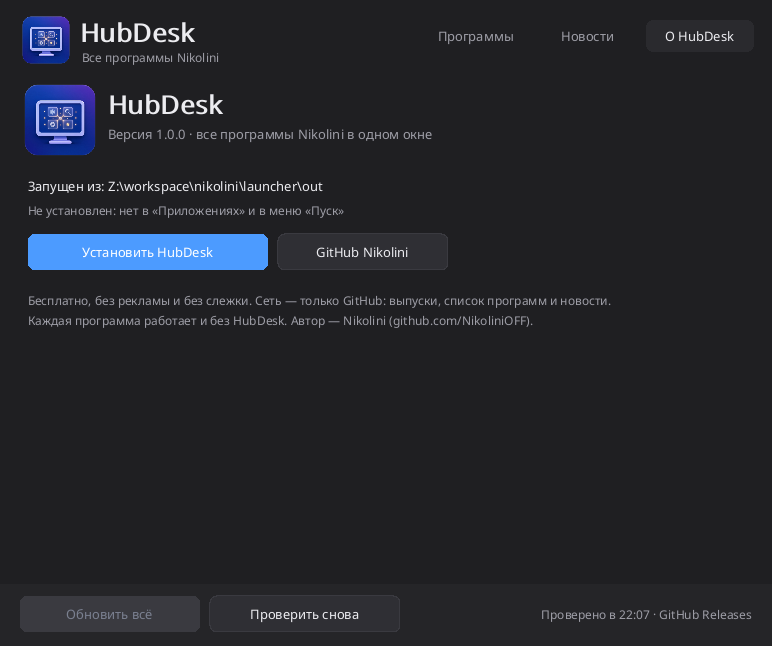 HubDesk
Все программы Nikolini
Программы
Новости
О HubDesk
HubDesk
Версия 1.0.0 · все программы Nikolini в одном окне
Запущен из: Z:\workspace\nikolini\launcher\out
Не установлен: нет в «Приложениях» и в меню «Пуск»
Установить HubDesk
GitHub Nikolini
Бесплатно, без рекламы и без слежки. Сеть — только GitHub: выпуски, список программ и новости.
Каждая программа работает и без HubDesk. Автор — Nikolini (github.com/NikoliniOFF).
Обновить всё
Проверить снова
Проверено в 22:07 · GitHub Releases